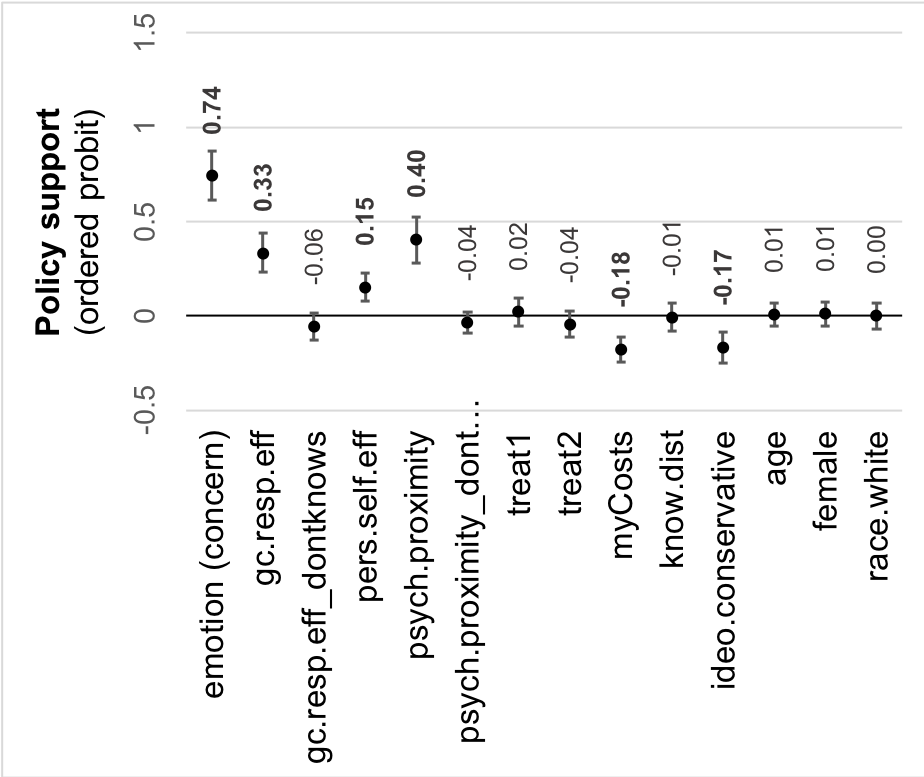 Policy support
(ordered probit)
1.5
1
0.5
0
-0.5
0.74
0.33
-0.06
0.15
0.40
-0.04
0.02
-0.04
-0.18
-0.01
-0.17
0.01
0.01
0.00
emotion (concern)
gc.resp.eff
gc.resp.eff_dontknows
pers.self.eff
psych.proximity
psych.proximity_dont…
treat1
treat2
myCosts
know.dist
ideo.conservative
age
female
race.white